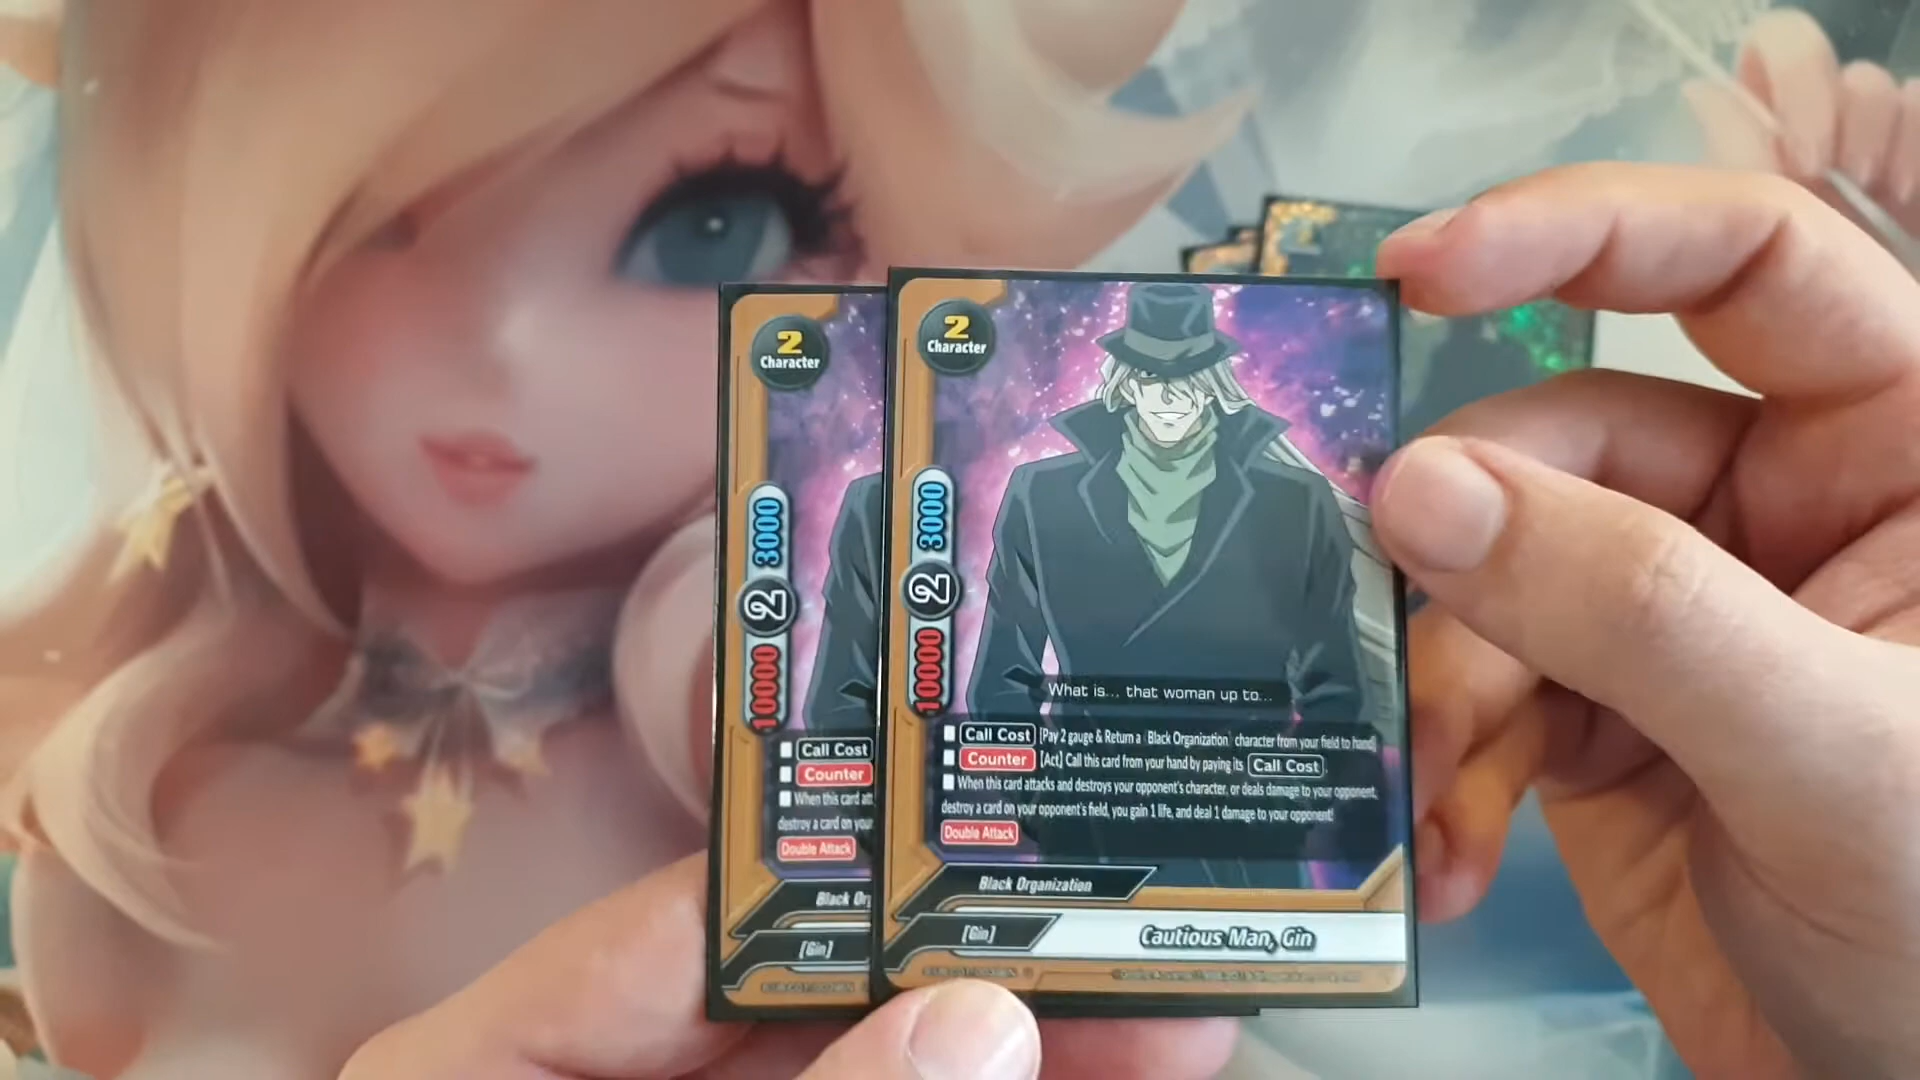 2
Character
3000
2
10000
Call Cost
Counter
When this card att
destroy a card on your
Double Attack
Black Org
[Gin]
2
Character
3000
2
10000
What is... that woman up to...
Call Cost [Pay 2 gauge & Return a Black Organization character from your field to hand]
Counter [Act] Call this card from your hand by paying its Call Cost.
When this card attacks and destroys your opponent's character, or deals damage to your opponent,
destroy a card on your opponent's field, you gain 1 life, and deal 1 damage to your opponent!
Double Attack
Black Organization
[Gin]
Cautious Man, Gin